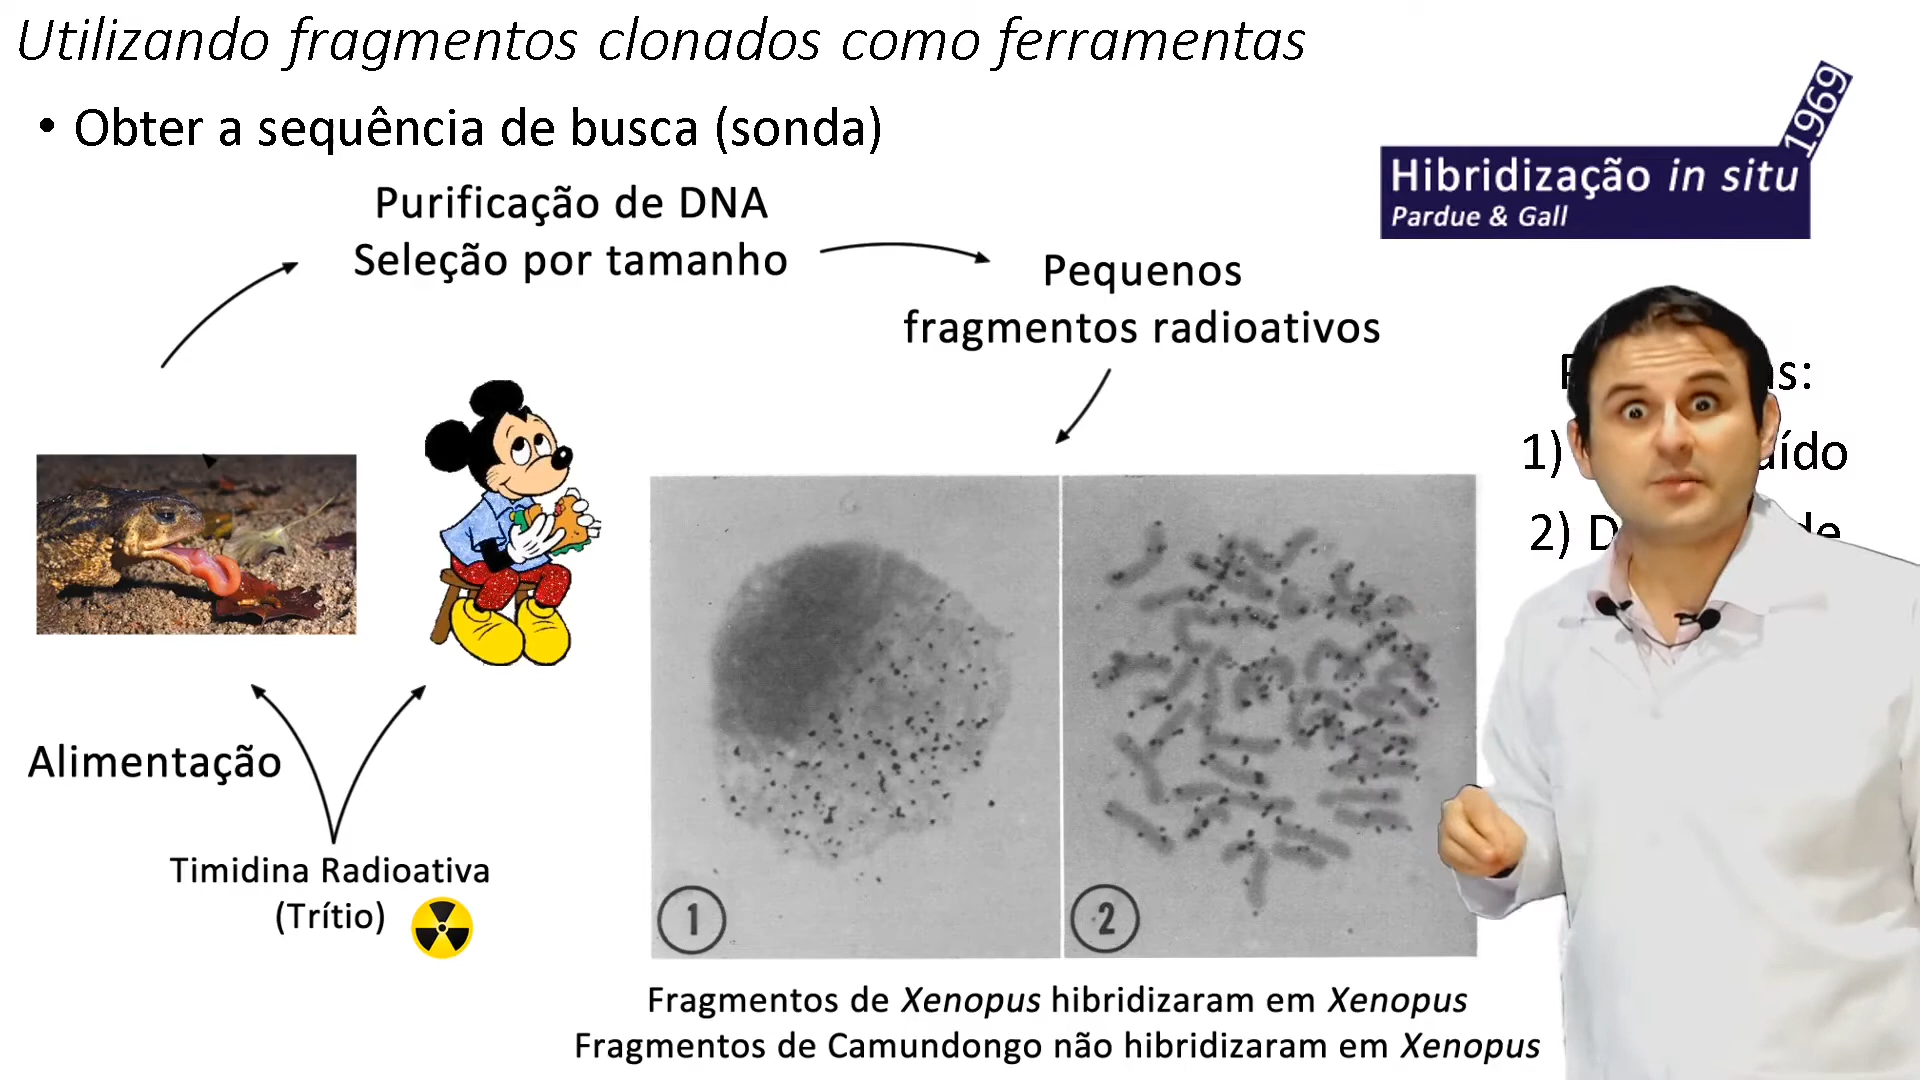 Utilizando fragmentos clonados como ferramentas
• Obter a sequência de busca (sonda)
1969
Hibridização in situ
Pardue & Gall
Purificação de DNA
Seleção por tamanho
Pequenos
fragmentos radioativos
1)
2)
Alimentação
Timidina Radioativa
(Trítio)
1
2
Fragmentos de Xenopus hibridizaram em Xenopus
Fragmentos de Camundongo não hibridizaram em Xenopus